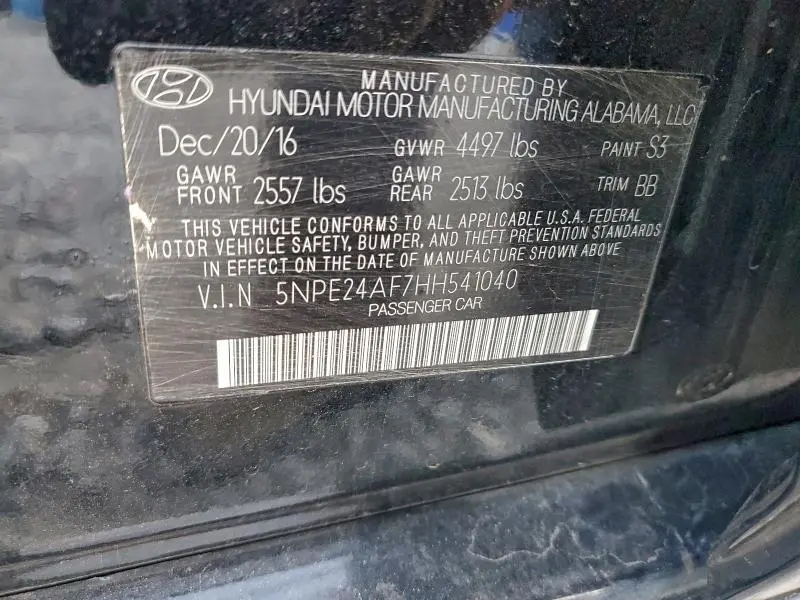 MANUFACTURED BY
HYUNDAI MOTOR MANUFACTURING ALABAMA, LLC
Dec/20/16 GVWR 4497 lbs PAINT S3
GAWR FRONT 2557 lbs GAWR REAR 2513 lbs TRIM BB
THIS VEHICLE CONFORMS TO ALL APPLICABLE U.S.A. FEDERAL
MOTOR VEHICLE SAFETY, BUMPER, AND THEFT PREVENTION STANDARDS
IN EFFECT ON THE DATE OF MANUFACTURE SHOWN ABOVE
V.I.N 5NPE24AF7HH541040
PASSENGER CAR